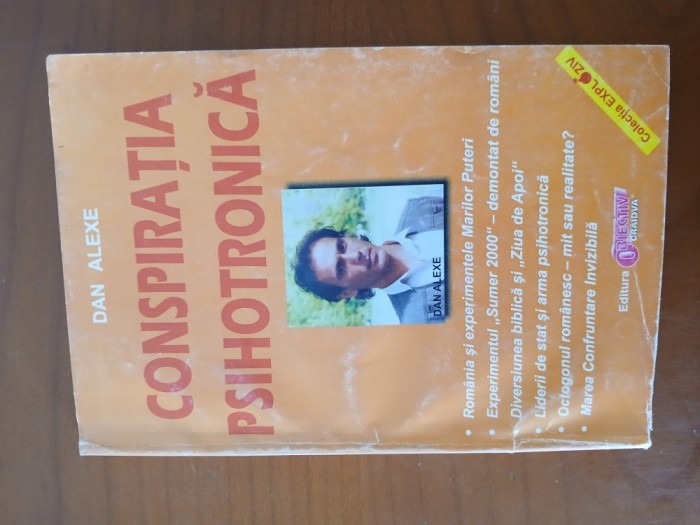 DAN ALEXE
CONSPIRAȚIA
PSIHOTRONICĂ
DAN ALEXE
• România și experimentele Marilor Puteri
• Experimentul „Sumer 2000" – demontat de români
Diversiunea biblică și „Ziua de Apoi"
• Liderii de stat și arma psihotronică
• Octogonul românesc – mit sau realitate?
• Marea Confruntare Invizibilă
Editura OBIECTIV
CRAIOVA
Colecția EXPLOZIV